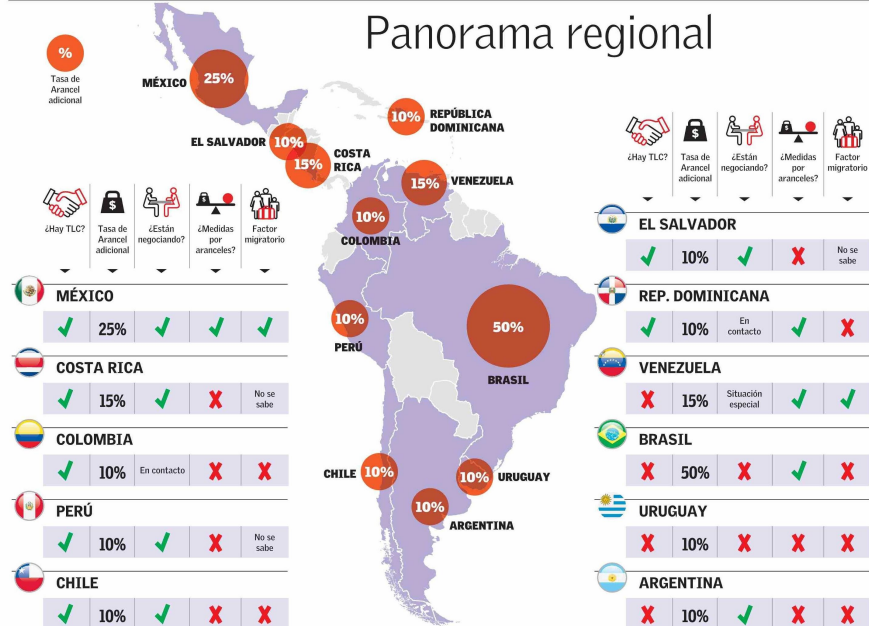 Panorama regional
%
Tasa de
Arancel
adicional
MÉXICO
25%
EL SALVADOR
10%
COSTA
RICA
15%
10%
REPÚBLICA
DOMINICANA
15%
VENEZUELA
10%
COLOMBIA
10%
PERÚ
50%
BRASIL
CHILE
10%
10%
URUGUAY
10%
ARGENTINA
¿Hay TLC?
$
Tasa de
Arancel
adicional
¿Están
negociando?
$
¿Medidas
por
aranceles?
Factor
migratorio
MÉXICO
25%
COSTA RICA
15%
No se
sabe
COLOMBIA
10%
En contacto
PERÚ
10%
No se
sabe
CHILE
10%
¿Hay TLC?
$
Tasa de
Arancel
adicional
¿Están
negociando?
$
¿Medidas
por
aranceles?
Factor
migratorio
EL SALVADOR
10%
No se
sabe
REP. DOMINICANA
10%
En
contacto
VENEZUELA
15%
Situación
especial
BRASIL
50%
URUGUAY
10%
ARGENTINA
10%